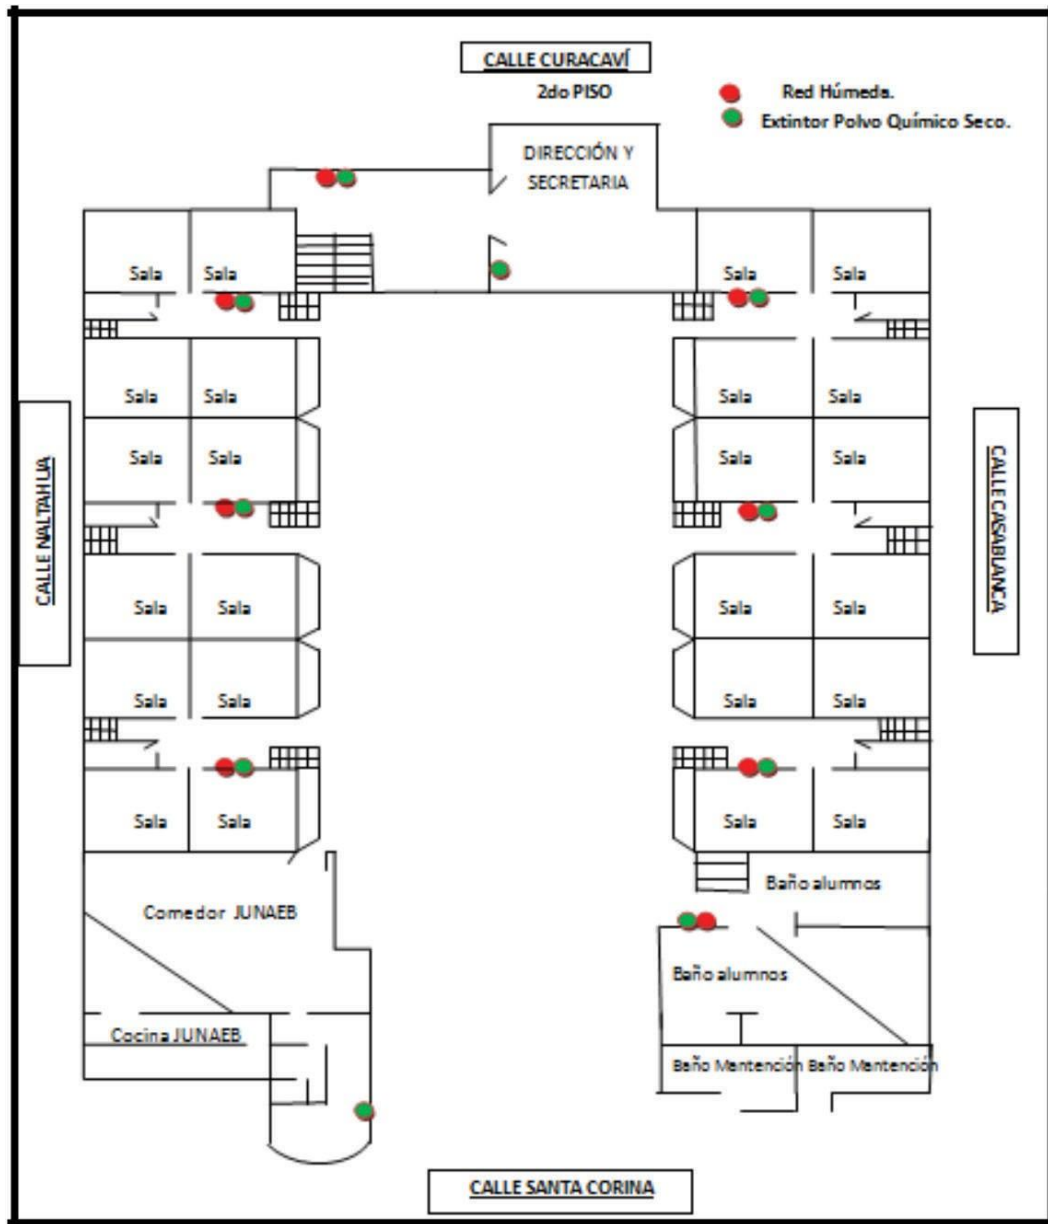 CALLE CURACAVÍ
2do PISO
Red Húmeda.
Extintor Polvo Químico Seco.
DIRECCIÓN Y
SECRETARIA
Sala Sala Sala Sala
Sala Sala Sala Sala
CALLE NALTAHUA
CALLE CASABLANCA
Sala Sala Sala Sala
Sala Sala Sala Sala
Sala Sala Sala Sala
Sala Sala Sala Sala
Baño alumnos
Comedor JUNAEB
Baño alumnos
Cocina JUNAEB
Baño Mantención Baño Mantención
CALLE SANTA CORINA